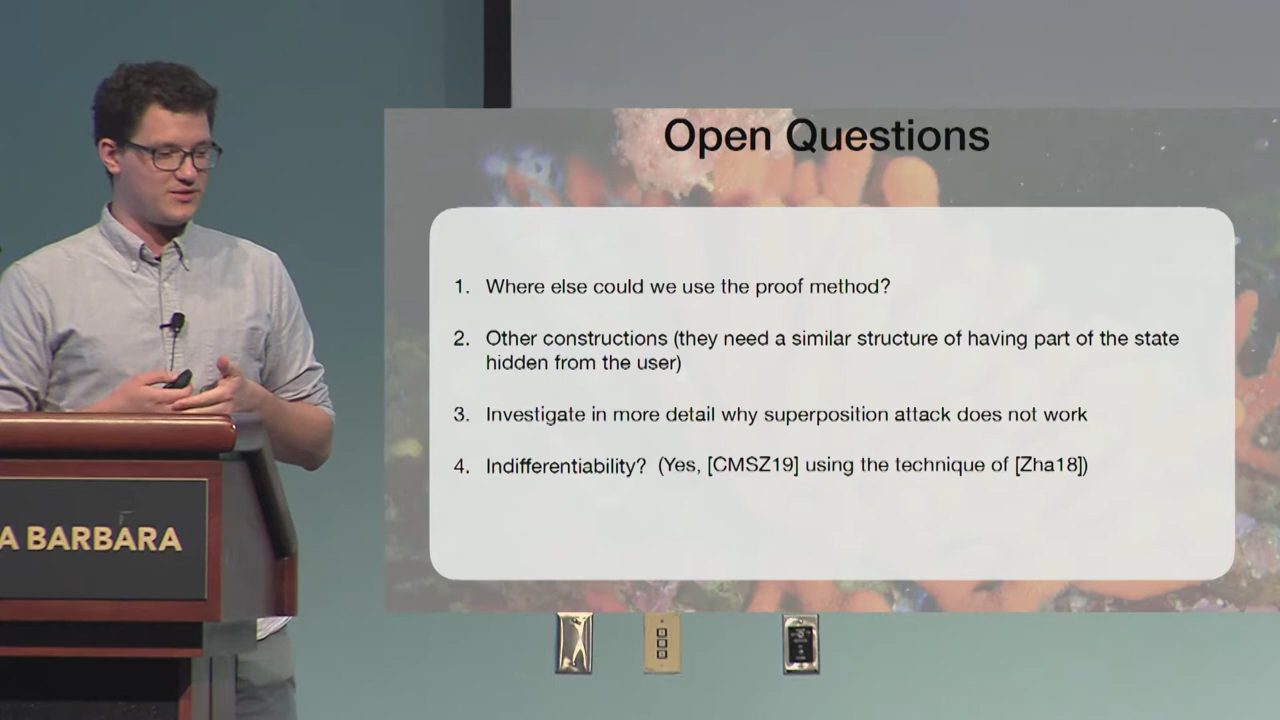 Open Questions
1. Where else could we use the proof method?
2. Other constructions (they need a similar structure of having part of the state
hidden from the user)
3. Investigate in more detail why superposition attack does not work
4. Indifferentiability? (Yes, [CMSZ19] using the technique of [Zha18])
A BARBARA